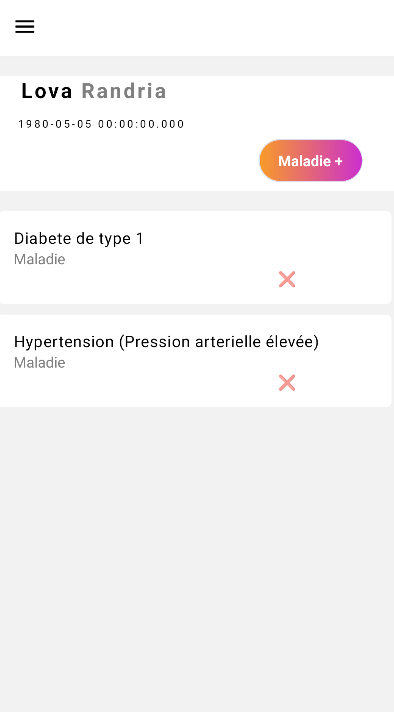 Lova Randria
1980-05-05 00:00:00.000
Maladie +
Diabete de type 1
Maladie
Hypertension (Pression arterielle élevée)
Maladie